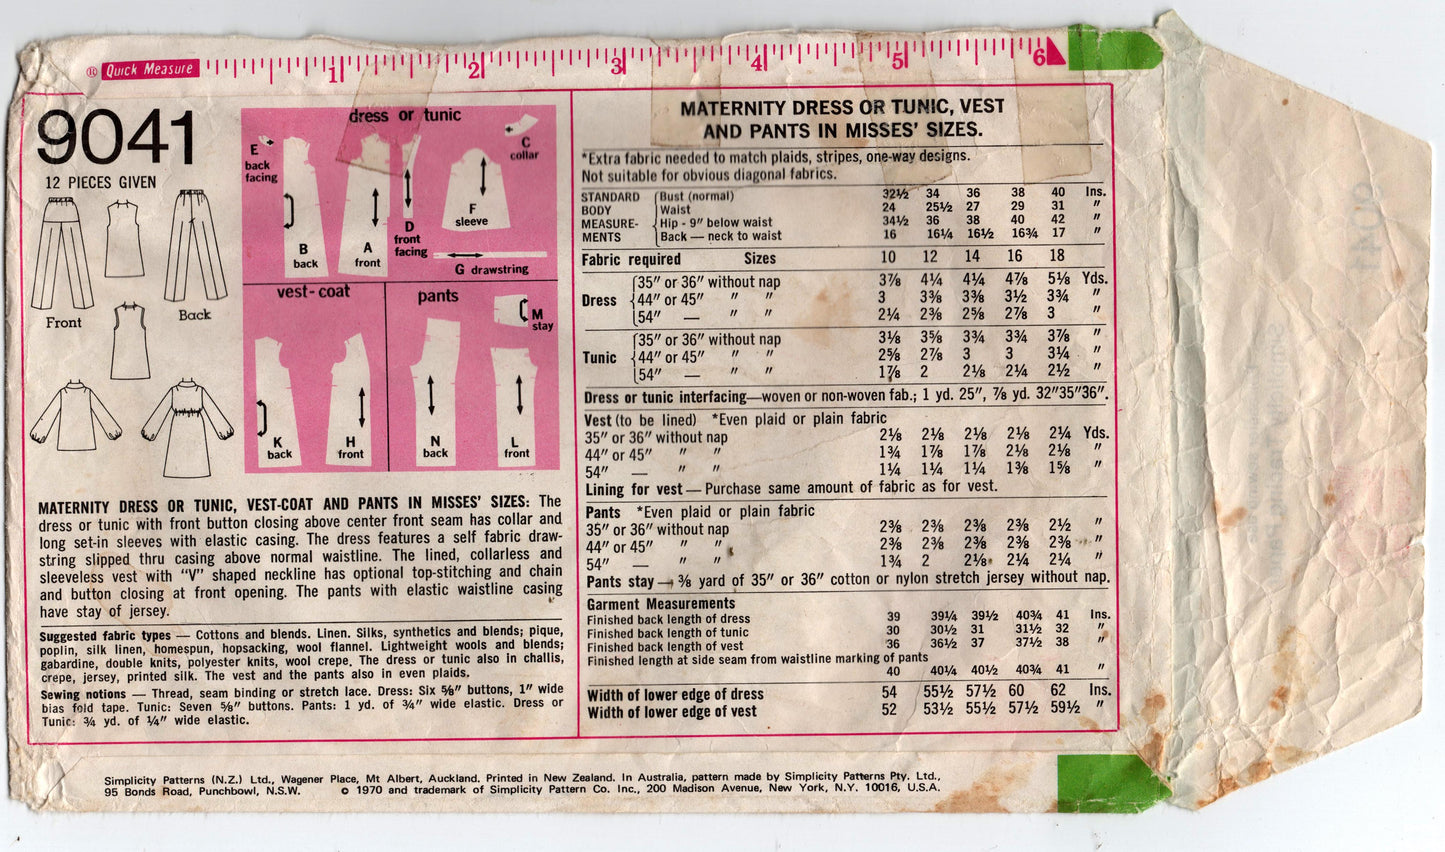 ® Quick Measure 1 2 3 4 5 6
9041
12 PIECES GIVEN
Front
Back
dress or tunic
E
back
facing
B
back
A
front
D
front
facing
F
sleeve
C
collar
G drawstring
vest-coat
K
back
H
front
pants
M
stay
N
back
L
front
MATERNITY DRESS OR TUNIC, VEST-COAT AND PANTS IN MISSES' SIZES: The
dress or tunic with front button closing above center front seam has collar and
long set-in sleeves with elastic casing. The dress features a self fabric draw-
string slipped thru casing above normal waistline. The lined, collarless and
sleeveless vest with "V" shaped neckline has optional top-stitching and chain
and button closing at front opening. The pants with elastic waistline casing
have stay of jersey.
Suggested fabric types — Cottons and blends. Linen. Silks, synthetics and blends; pique,
poplin, silk linen, homespun, hopsacking, wool flannel. Lightweight wools and blends;
gabardine, double knits, polyester knits, wool crepe. The dress or tunic also in challis,
crepe, jersey, printed silk. The vest and the pants also in even plaids.
Sewing notions — Thread, seam binding or stretch lace. Dress: Six 5/8" buttons, 1" wide
bias fold tape. Tunic: Seven 5/8" buttons. Pants: 1 yd. of 3/4" wide elastic. Dress or
Tunic: 3/4 yd. of 1/4" wide elastic.
MATERNITY DRESS OR TUNIC, VEST
AND PANTS IN MISSES' SIZES.
*Extra fabric needed to match plaids, stripes, one-way designs.
Not suitable for obvious diagonal fabrics.
STANDARD Bust (normal) 32½ 34 36 38 40 Ins.
BODY Waist 24 25½ 27 29 31 "
MEASURE- Hip - 9" below waist 34½ 36 38 40 42 "
MENTS Back — neck to waist 16 16¼ 16½ 16¾ 17 "
Fabric required Sizes 10 12 14 16 18
35" or 36" without nap 3⅞ 4¼ 4¼ 4⅞ 5⅛ Yds.
Dress 44" or 45" " " 3 3⅜ 3⅜ 3½ 3¾ "
54" — " " 2¼ 2⅜ 2⅝ 2⅞ 3 "
35" or 36" without nap 3⅛ 3⅝ 3¾ 3¾ 3⅞ "
Tunic 44" or 45" " " 2⅝ 2⅞ 3 3 3¼ "
54" — " " 1⅞ 2 2⅛ 2¼ 2½ "
Dress or tunic interfacing—woven or non-woven fab.; 1 yd. 25", ⅞ yd. 32"35"36".
Vest (to be lined) *Even plaid or plain fabric
35" or 36" without nap 2⅛ 2⅛ 2⅛ 2⅛ 2¼ Yds.
44" or 45" " " 1¾ 1⅞ 1⅞ 2⅛ 2⅛ "
54" — " " 1¼ 1¼ 1¼ 1⅜ 1⅝ "
Lining for vest — Purchase same amount of fabric as for vest.
Pants *Even plaid or plain fabric
35" or 36" without nap 2⅜ 2⅜ 2⅜ 2⅜ 2½ "
44" or 45" " " 2⅜ 2⅜ 2⅜ 2⅜ 2⅜ "
54" — " " 1¾ 2 2⅛ 2¼ 2¼ "
Pants stay — ⅜ yard of 35" or 36" cotton or nylon stretch jersey without nap.
Garment Measurements
Finished back length of dress 39 39¼ 39½ 40¾ 41 Ins.
Finished back length of tunic 30 30½ 31 31½ 32 "
Finished back length of vest 36 36½ 37 37½ 38 "
Finished length at side seam from waistline marking of pants
40 40¼ 40½ 40¾ 41 "
Width of lower edge of dress 54 55½ 57½ 60 62 Ins.
Width of lower edge of vest 52 53½ 55½ 57½ 59½ "
Simplicity Patterns (N.Z.) Ltd., Wagener Place, Mt Albert, Auckland. Printed in New Zealand. In Australia, pattern made by Simplicity Patterns Pty. Ltd.,
95 Bonds Road, Punchbowl, N.S.W. © 1970 and trademark of Simplicity Pattern Co. Inc., 200 Madison Avenue, New York, N.Y. 10016, U.S.A.